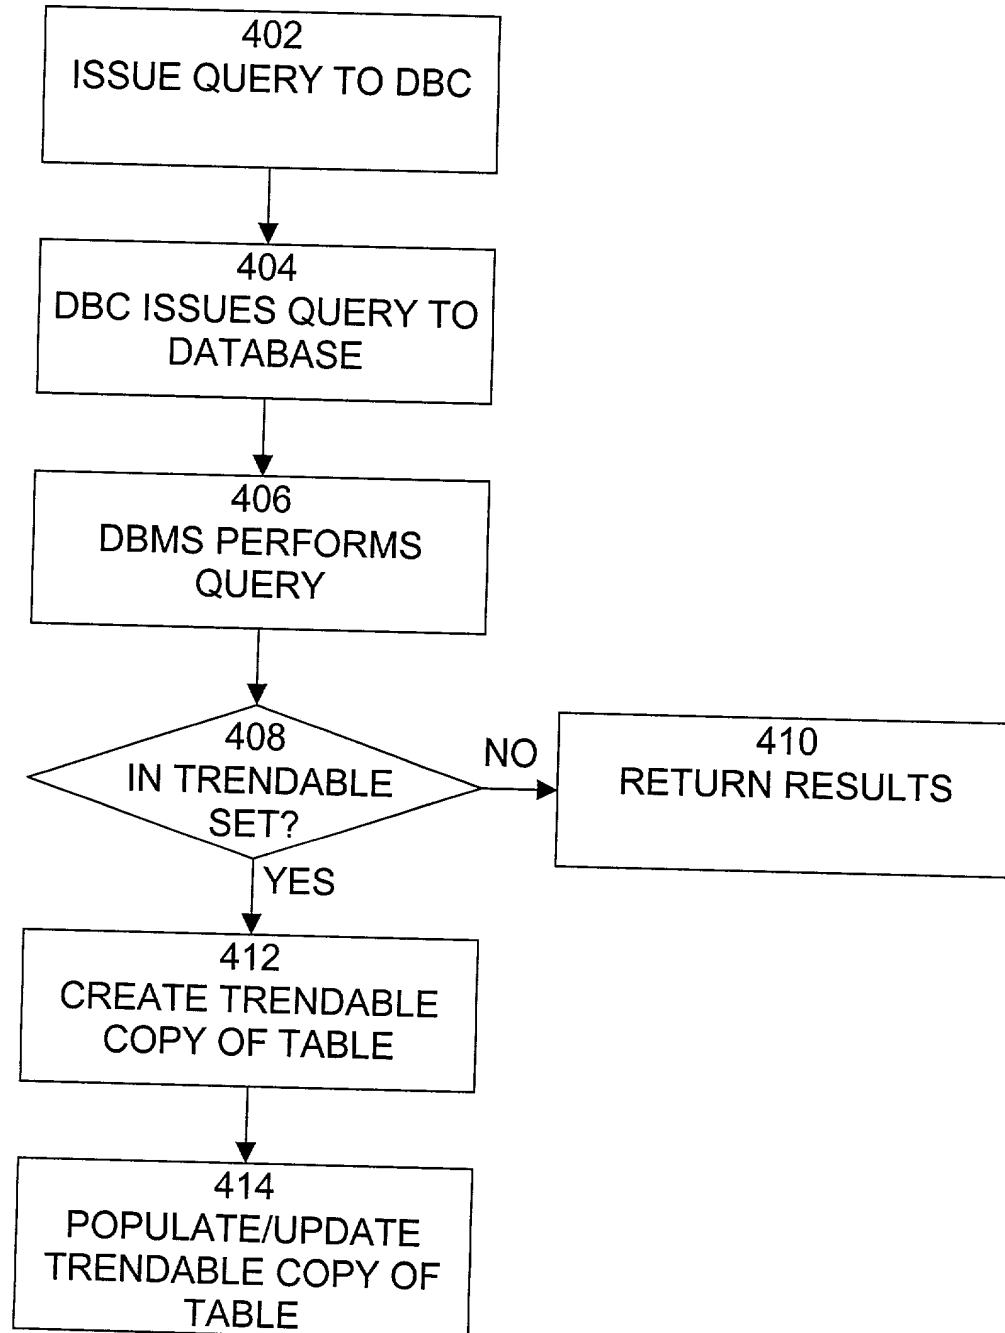 402
ISSUE QUERY TO DBC
404
DBC ISSUES QUERY TO
DATABASE
406
DBMS PERFORMS
QUERY
408
IN TRENDABLE
SET?
NO
410
RETURN RESULTS
YES
412
CREATE TRENDABLE
COPY OF TABLE
414
POPULATE/UPDATE
TRENDABLE COPY OF
TABLE